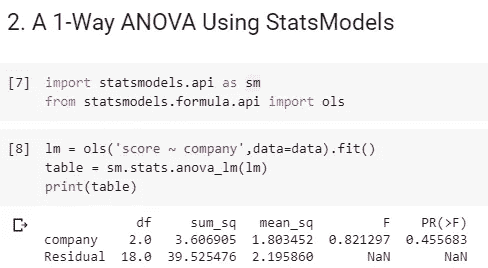 2. A 1-Way ANOVA Using StatsModels
[7] import statsmodels.api as sm
from statsmodels.formula.api import ols
[8] lm = ols('score ~ company',data=data).fit()
table = sm.stats.anova_lm(lm)
print(table)
df sum_sq mean_sq F PR(>F)
company 2.0 3.606905 1.803452 0.821297 0.455683
Residual 18.0 39.525476 2.195860 NaN NaN